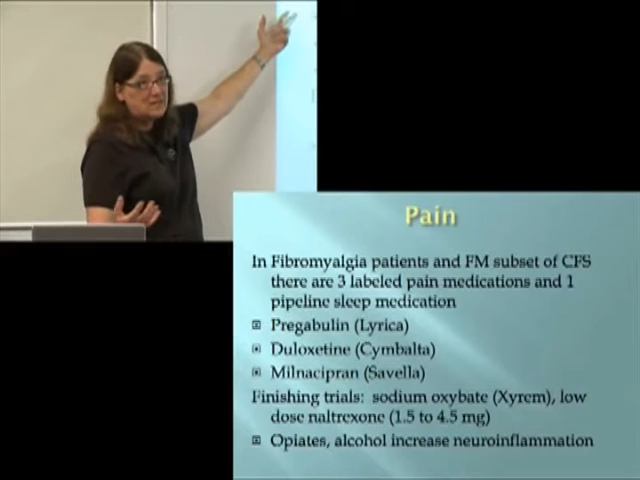 Pain
In Fibromyalgia patients and FM subset of CFS
there are 3 labeled pain medications and 1
pipeline sleep medication
Pregabulin (Lyrica)
Duloxetine (Cymbalta)
Milnacipran (Savella)
Finishing trials: sodium oxybate (Xyrem), low
dose naltrexone (1.5 to 4.5 mg)
Opiates, alcohol increase neuroinflammation